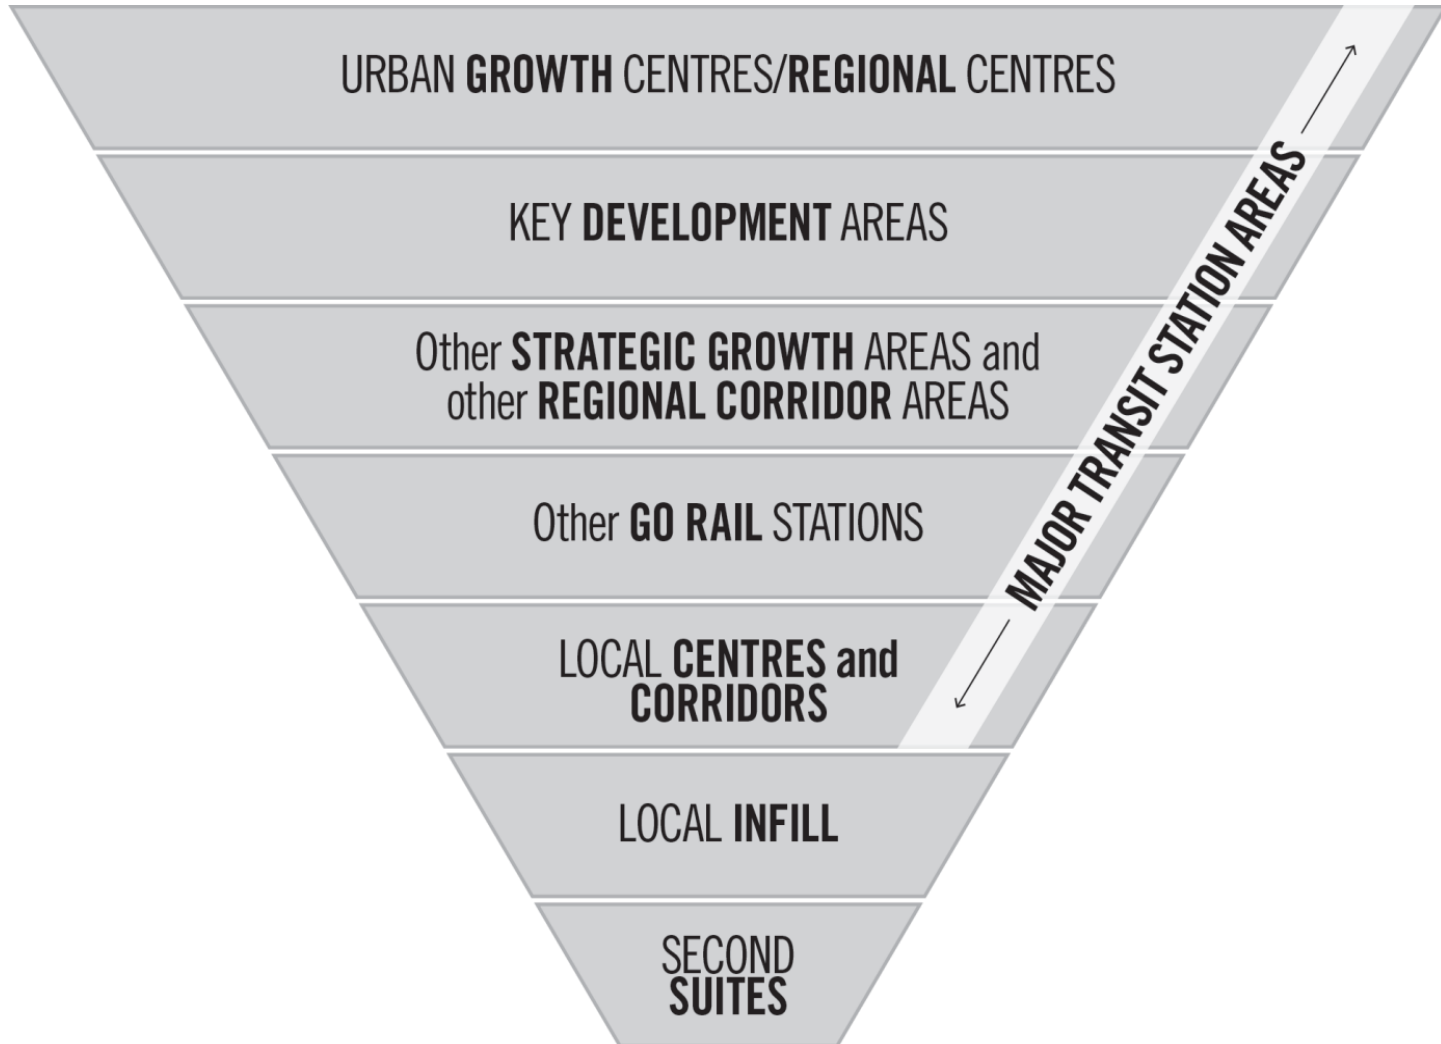 URBAN GROWTH CENTRES/REGIONAL CENTRES
KEY DEVELOPMENT AREAS
Other STRATEGIC GROWTH AREAS and
other REGIONAL CORRIDOR AREAS
Other GO RAIL STATIONS
LOCAL CENTRES and
CORRIDORS
LOCAL INFILL
SECOND
SUITES
MAJOR TRANSIT STATION AREAS